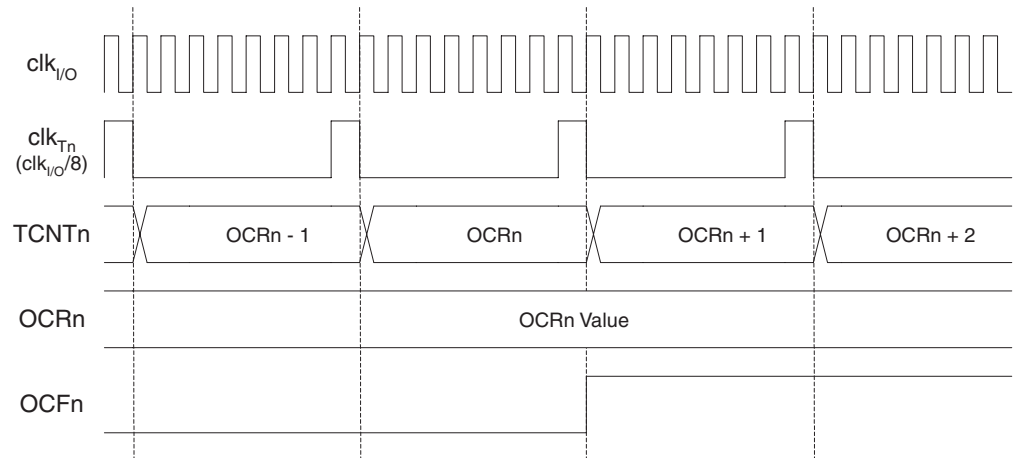 clkI/O
clkTn
(clkI/O/8)
TCNTn OCRn - 1 OCRn OCRn + 1 OCRn + 2
OCRn OCRn Value
OCFn